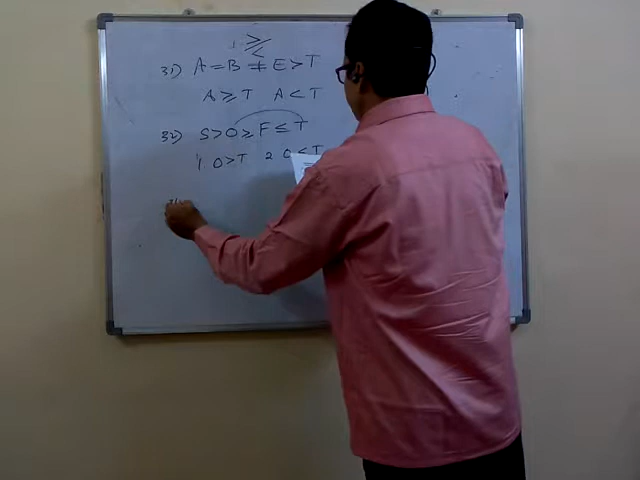 31) A = B ≠ E > T
A ≥ T A < T
32) S > O ≥ F ≤ T
1. O > T 2. O ≤ T